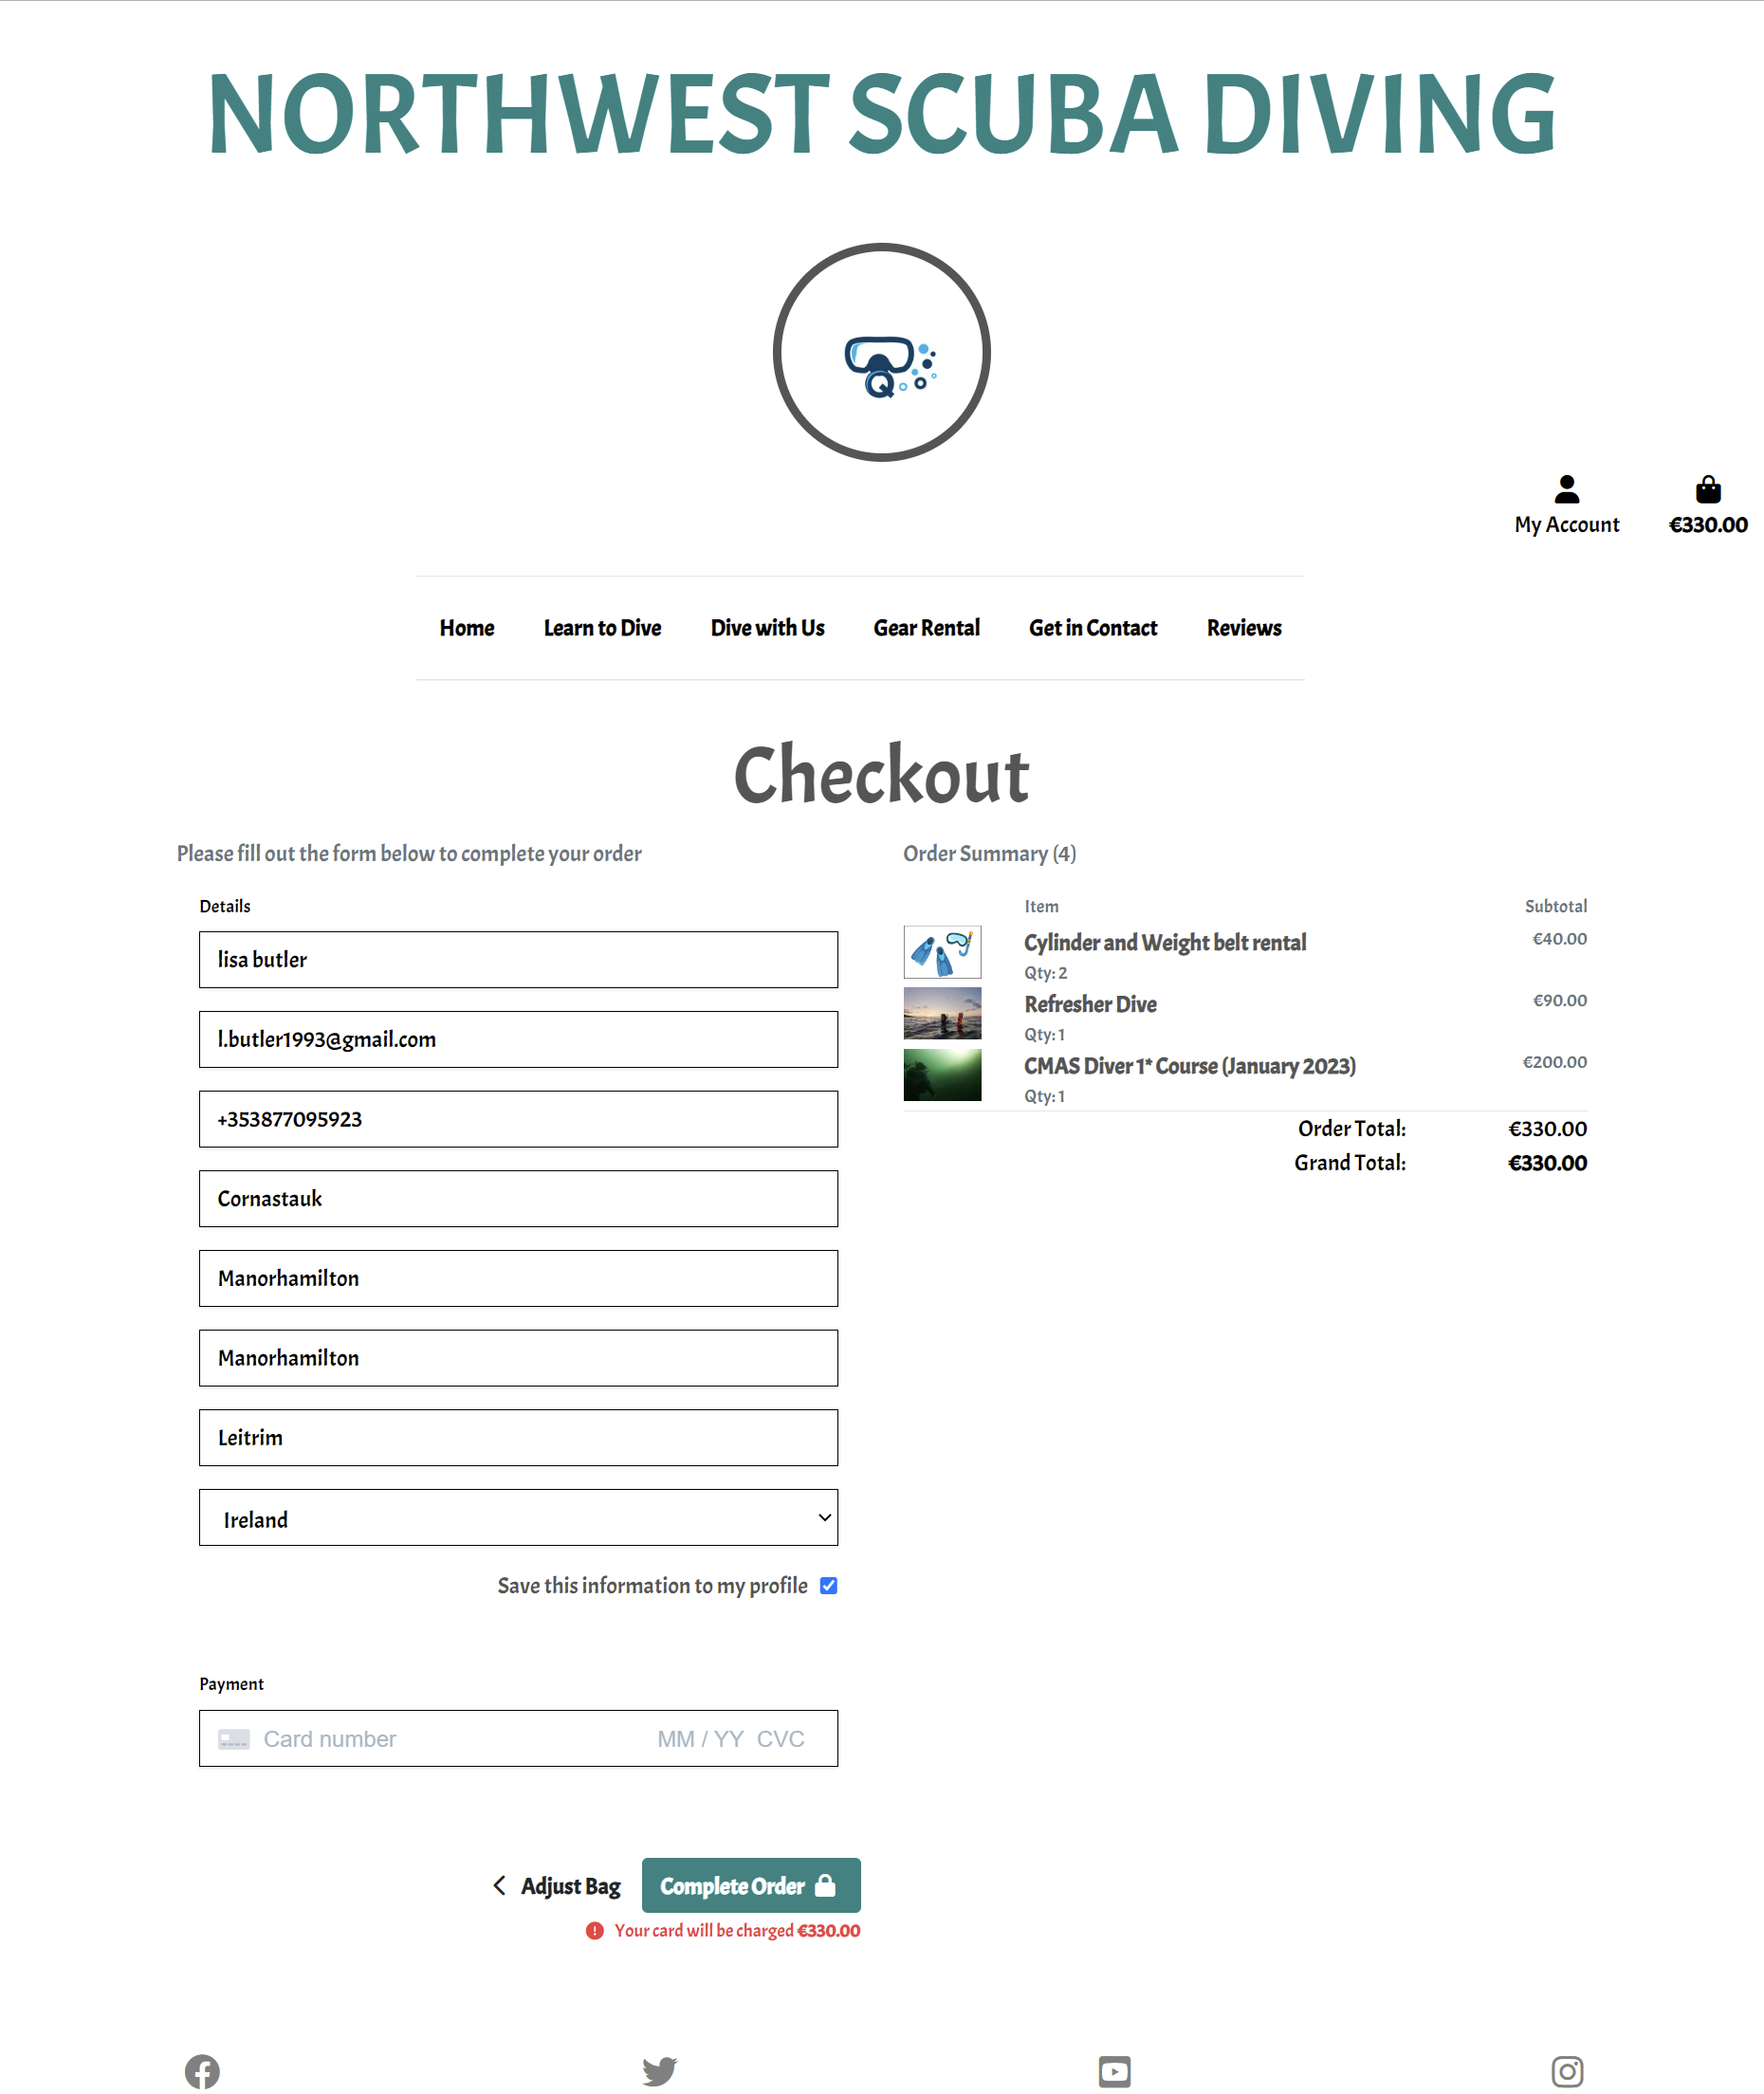 NORTHWEST SCUBA DIVING
Q
My Account
€330.00
Home Learn to Dive Dive with Us Gear Rental Get in Contact Reviews
Checkout
Please fill out the form below to complete your order
Details
lisa butler
l.butler1993@gmail.com
+353877095923
Cornastauk
Manorhamilton
Manorhamilton
Leitrim
Ireland
Save this information to my profile
Payment
Card number MM / YY CVC
Adjust Bag
Complete Order
Your card will be charged €330.00
Order Summary (4)
Item Subtotal
Cylinder and Weight belt rental €40.00
Qty: 2
Refresher Dive €90.00
Qty: 1
CMAS Diver 1* Course (January 2023) €200.00
Qty: 1
Order Total: €330.00
Grand Total: €330.00